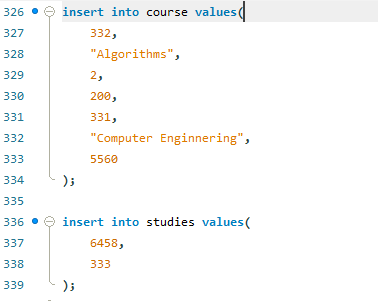 326 insert into course values(
327 332,
328 "Algorithms",
329 2,
330 200,
331 331,
332 "Computer Enginnering",
333 5560
334 );
335
336 insert into studies values(
337 6458,
338 333
339 );